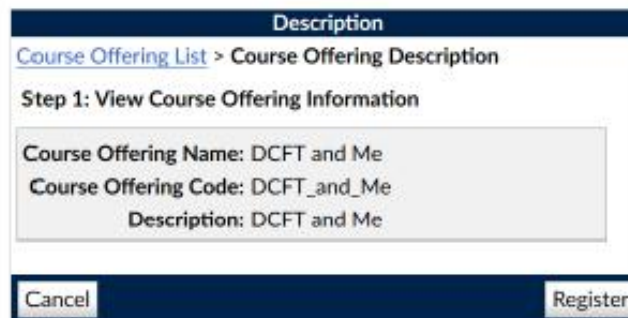 Description
Course Offering List > Course Offering Description
Step 1: View Course Offering Information
Course Offering Name: DCFT and Me
Course Offering Code: DCFT_and_Me
Description: DCFT and Me
Cancel Register